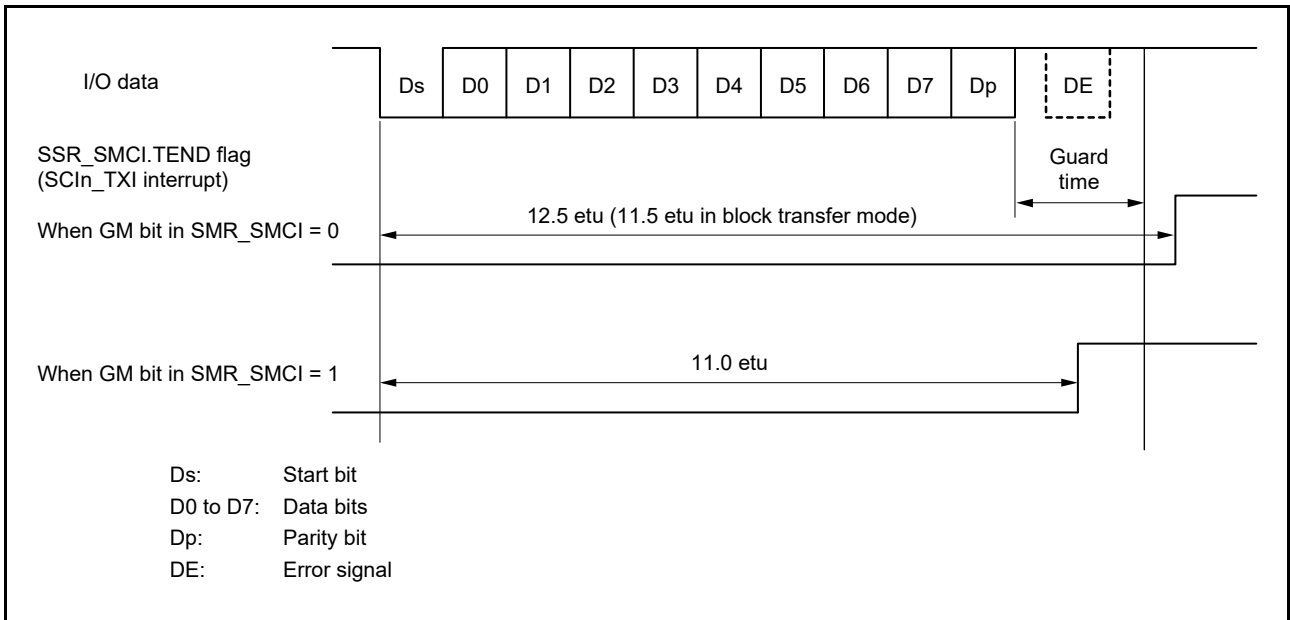 I/O data
Ds D0 D1 D2 D3 D4 D5 D6 D7 Dp DE
SSR_SMCI.TEND flag
(SCIn_TXI interrupt)
Guard
time
When GM bit in SMR_SMCI = 0
12.5 etu (11.5 etu in block transfer mode)
When GM bit in SMR_SMCI = 1
11.0 etu
Ds: Start bit
D0 to D7: Data bits
Dp: Parity bit
DE: Error signal